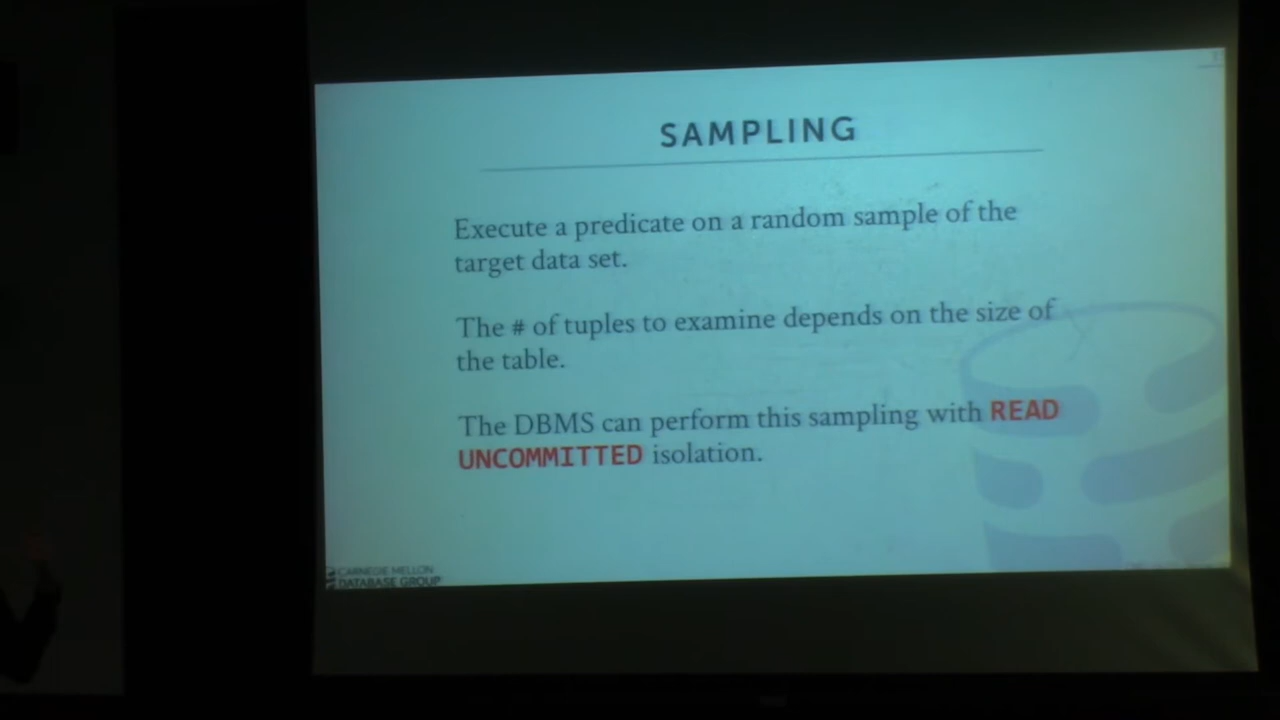 SAMPLING
Execute a predicate on a random sample of the
target data set.
The # of tuples to examine depends on the size of
the table.
The DBMS can perform this sampling with READ
UNCOMMITTED isolation.
CARNEGIE MELLON
DATABASE GROUP